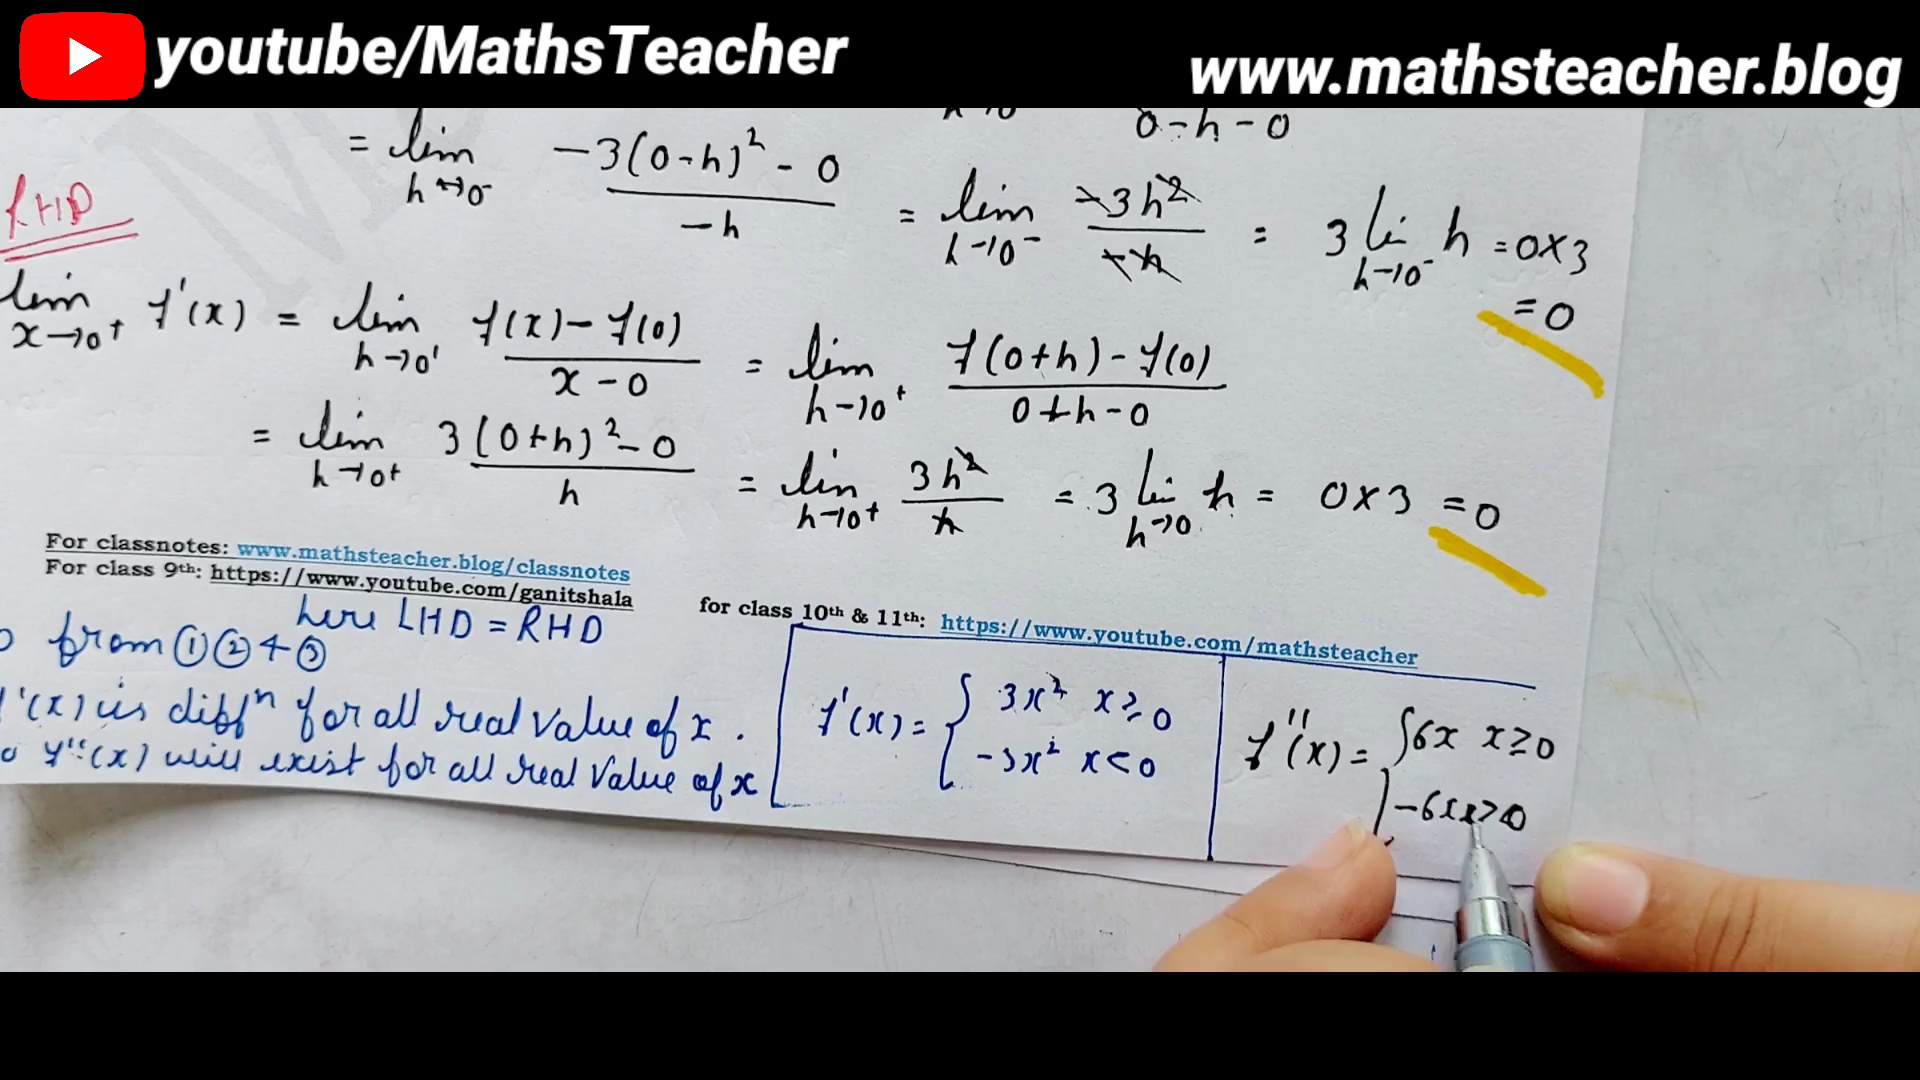 youtube/MathsTeacher
www.mathsteacher.blog
0-h-0
= lim h→0⁻ −3(0-h)² - 0 / −h = lim h→0⁻ −3h² / −h = 3 lim h→0⁻ h = 0×3
= 0
RHD
lim x→0⁺ f'(x) = lim h→0⁺ f(x) − f(0) / x − 0 = lim h→0⁺ f(0+h) − f(0) / 0+h−0
= lim h→0⁺ 3(0+h)² − 0 / h = lim h→0⁺ 3h² / h = 3 lim h→0 h = 0×3 = 0
For classnotes: www.mathsteacher.blog/classnotes
For class 9th: https://www.youtube.com/ganitshala
for class 10th & 11th: https://www.youtube.com/mathsteacher
here LHD = RHD
from ① ② + ③
f'(x) is diffⁿ for all real value of x.
f''(x) will exist for all real value of x
f'(x) = { 3x² x ≥ 0
−3x² x < 0
f''(x) = { 6x x ≥ 0
−6x x > 0